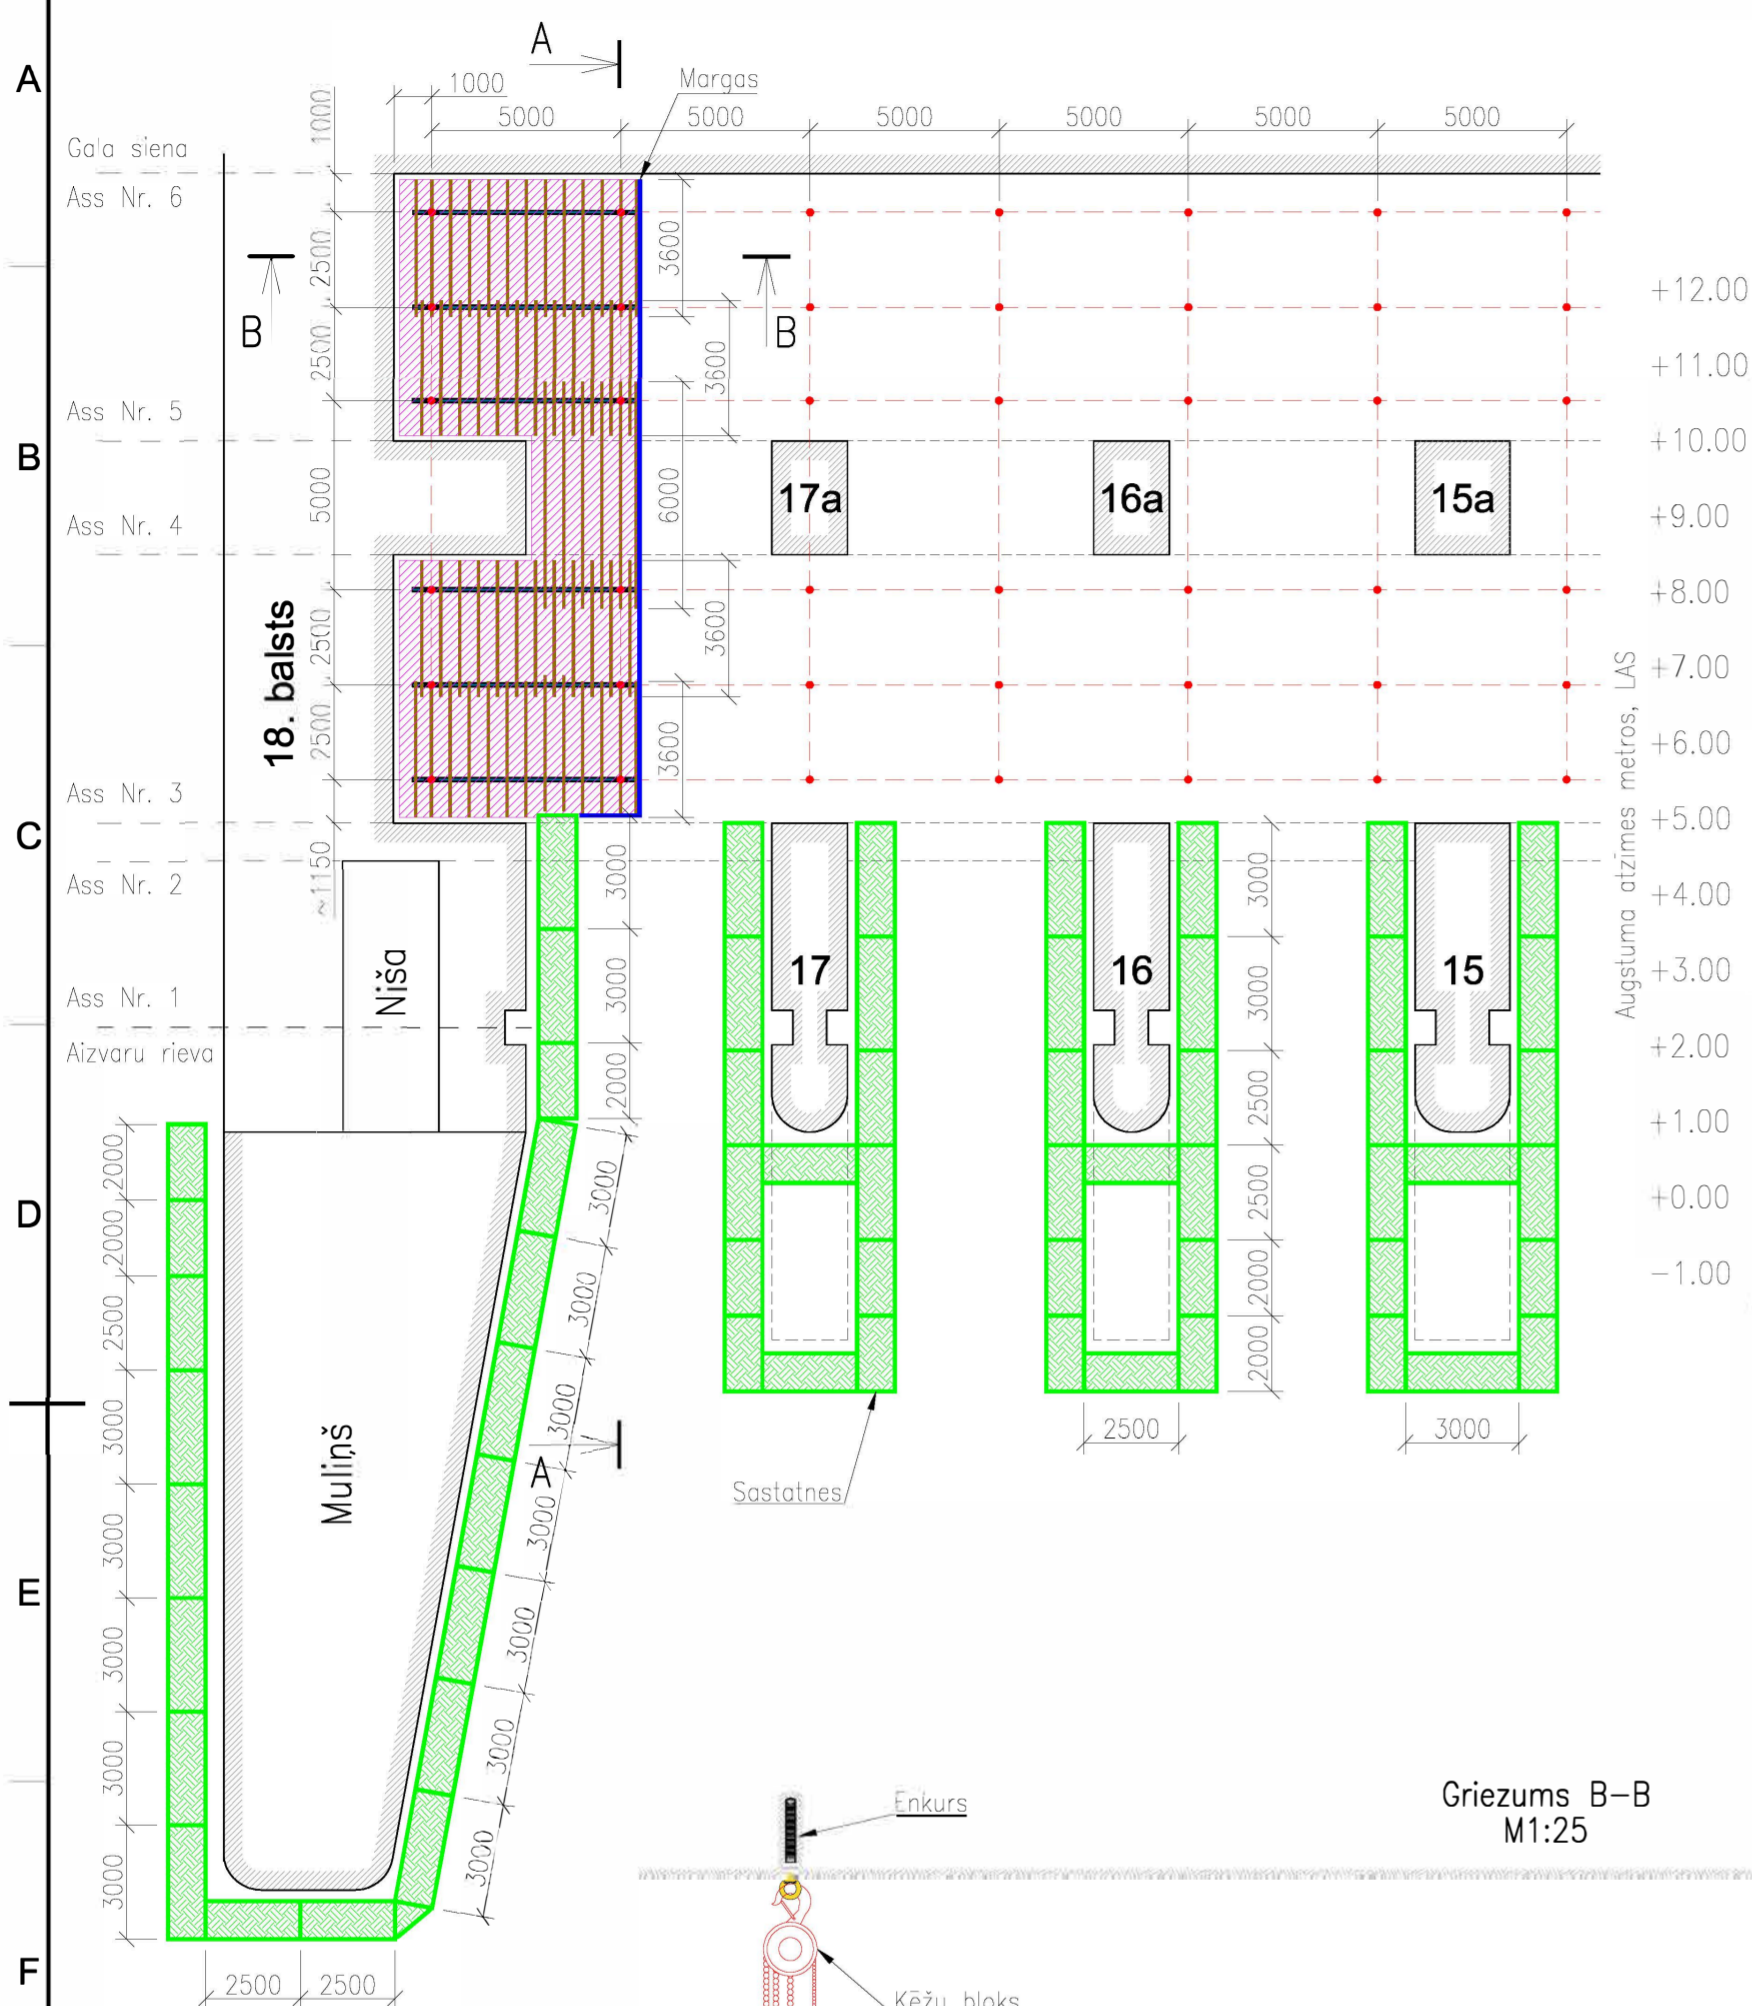 A
A
1000
Margas
1000
5000
5000
5000
5000
5000
5000
Gala siena
Ass Nr. 6
3600
2500
B
B
+12.00
2500
3600
+11.00
Ass Nr. 5
+10.00
B
5000
6000
17a
16a
15a
Ass Nr. 4
+9.00
+8.00
18. balsts
2500
3600
+7.00
Augstuma atzīmes metros, LAS
2500
3600
+6.00
Ass Nr. 3
+5.00
C
~1150
3000
3000
Ass Nr. 2
+4.00
Niša
17
16
15
+3.00
Ass Nr. 1
3000
3000
Aizvaru rieva
+2.00
2000
2500
+1.00
2000
3000
2500
D
+0.00
2000
3000
2000
-1.00
2500
2000
3000
3000
2500
3000
Muliņš
A
Sastatnes
3000
3000
E
3000
3000
3000
3000
Griezums B-B
M1:25
Enkurs
3000
3000
F
2500
2500
Ķēžu bloks